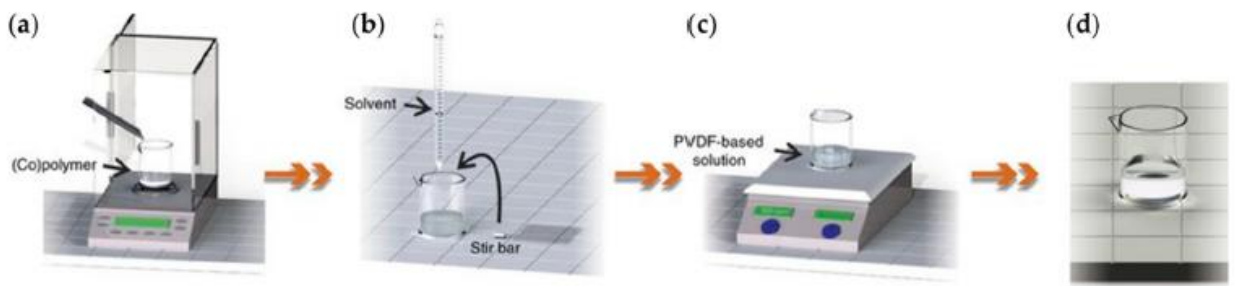 (a)
(b)
(c)
(d)
(Co)polymer
Solvent
Stir bar
PVDF-based
solution